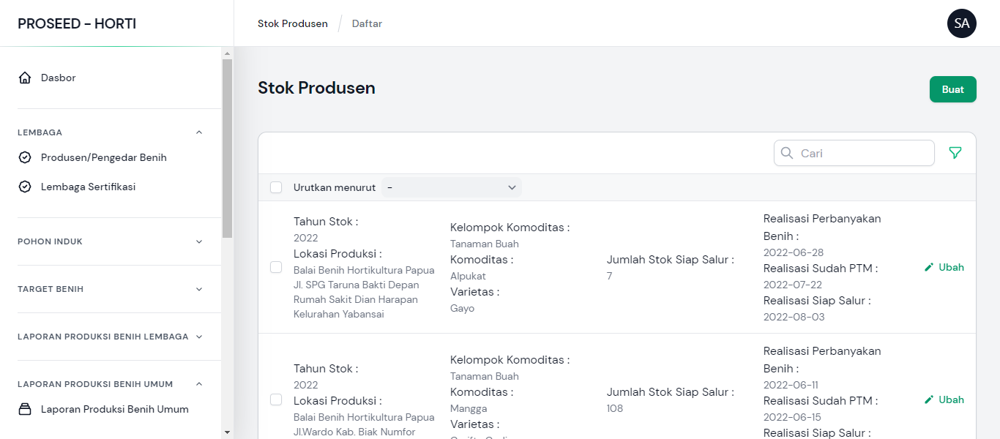 PROSEED - HORTI
Stok Produsen
Daftar
SA
Dasbor
LEMBAGA
Produsen/Pengedar Benih
Lembaga Sertifikasi
POHON INDUK
TARGET BENIH
LAPORAN PRODUKSI BENIH LEMBAGA
LAPORAN PRODUKSI BENIH UMUM
Laporan Produksi Benih Umum
Stok Produsen
Buat
Cari
Urutkan menurut -
Tahun Stok :
2022
Lokasi Produksi :
Balai Benih Hortikultura Papua
Jl. SPG Taruna Bakti Depan
Rumah Sakit Dian Harapan
Kelurahan Yabansai
Kelompok Komoditas :
Tanaman Buah
Komoditas :
Alpukat
Varietas :
Gayo
Jumlah Stok Siap Salur :
7
Realisasi Perbanyakan
Benih :
2022-06-28
Realisasi Sudah PTM :
2022-07-22
Realisasi Siap Salur :
2022-08-03
Ubah
Tahun Stok :
2022
Lokasi Produksi :
Balai Benih Hortikultura Papua
Jl.Wardo Kab. Biak Numfor
Kelompok Komoditas :
Tanaman Buah
Komoditas :
Mangga
Varietas :
Jumlah Stok Siap Salur :
108
Realisasi Perbanyakan
Benih :
2022-06-11
Realisasi Sudah PTM :
2022-06-15
Realisasi Siap Salur :
Ubah